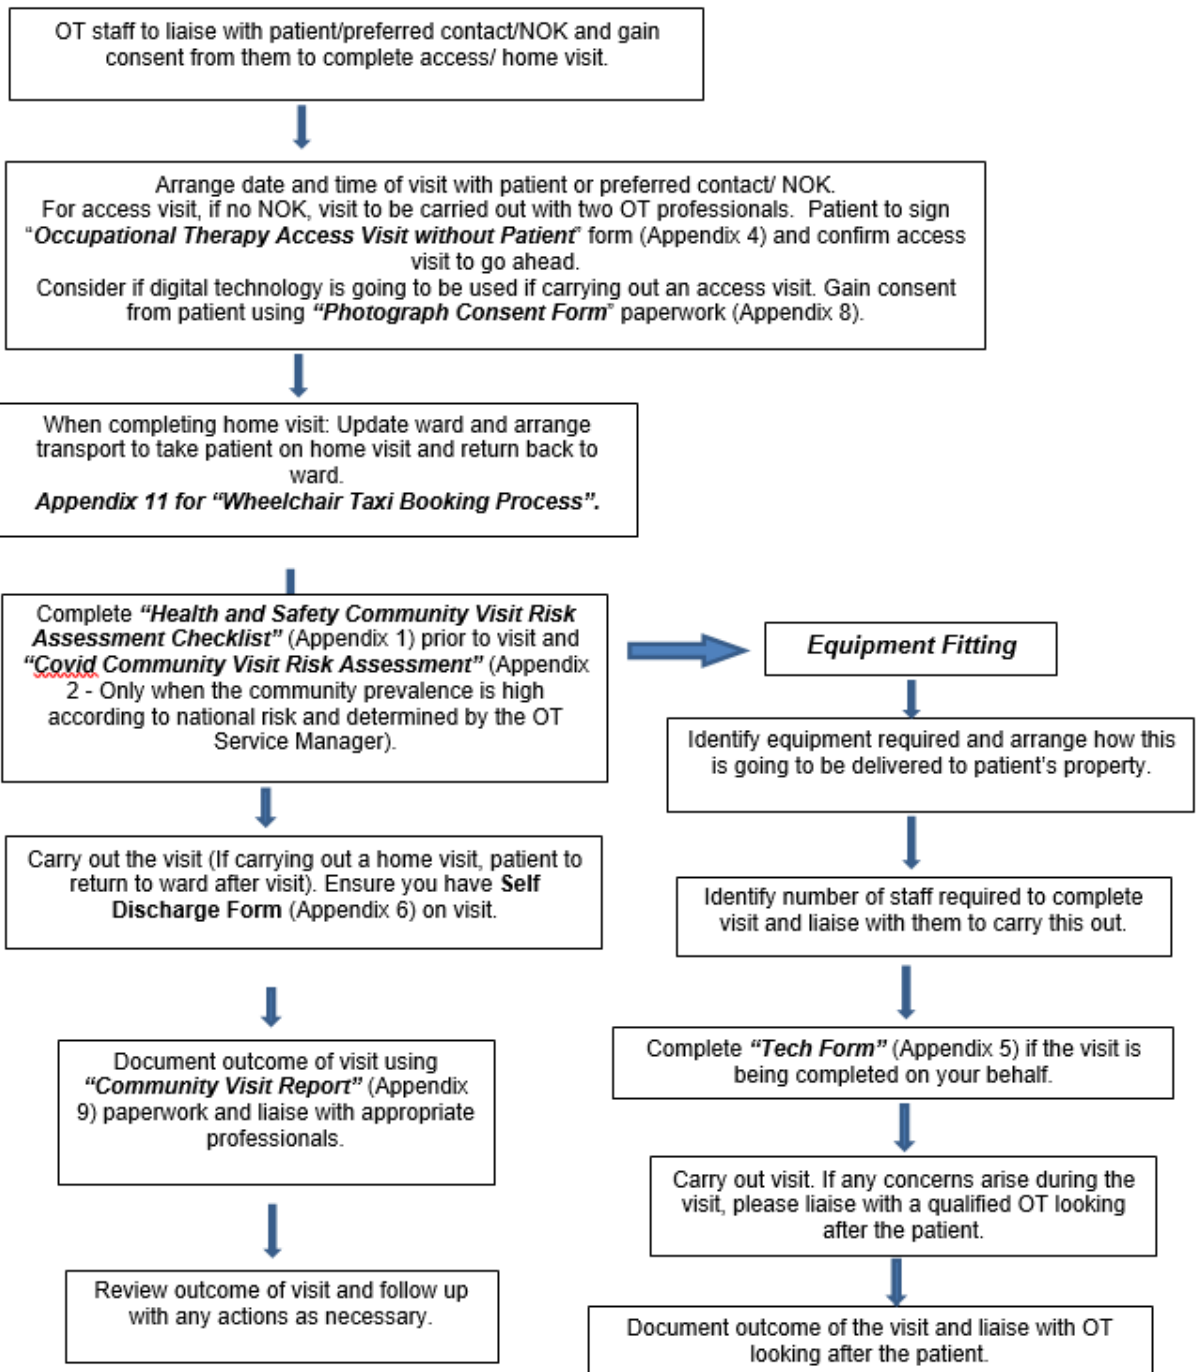 OT staff to liaise with patient/preferred contact/NOK and gain
consent from them to complete access/ home visit.
Arrange date and time of visit with patient or preferred contact/ NOK.
For access visit, if no NOK, visit to be carried out with two OT professionals.  Patient to sign
“Occupational Therapy Access Visit without Patient” form (Appendix 4) and confirm access
visit to go ahead.
Consider if digital technology is going to be used if carrying out an access visit. Gain consent
from patient using “Photograph Consent Form” paperwork (Appendix 8).
When completing home visit: Update ward and arrange
transport to take patient on home visit and return back to
ward.
Appendix 11 for “Wheelchair Taxi Booking Process”.
Complete “Health and Safety Community Visit Risk
Assessment Checklist” (Appendix 1) prior to visit and
“Covid Community Visit Risk Assessment” (Appendix
2 - Only when the community prevalence is high
according to national risk and determined by the OT
Service Manager).
Carry out the visit (If carrying out a home visit, patient to
return to ward after visit). Ensure you have Self
Discharge Form (Appendix 6) on visit.
Document outcome of visit using
“Community Visit Report” (Appendix
9) paperwork and liaise with appropriate
professionals.
Review outcome of visit and follow up
with any actions as necessary.
Equipment Fitting
Identify equipment required and arrange how this
is going to be delivered to patient's property.
Identify number of staff required to complete
visit and liaise with them to carry this out.
Complete “Tech Form” (Appendix 5) if the visit is
being completed on your behalf.
Carry out visit. If any concerns arise during the
visit, please liaise with a qualified OT looking
after the patient.
Document outcome of the visit and liaise with OT
looking after the patient.